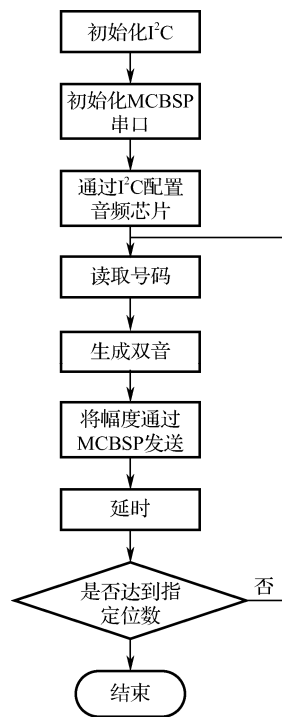 初始化I²C
初始化MCBSP
串口
通过I²C配置
音频芯片
读取号码
生成双音
将幅度通过
MCBSP发送
延时
是否达到指
定位数
否
结束